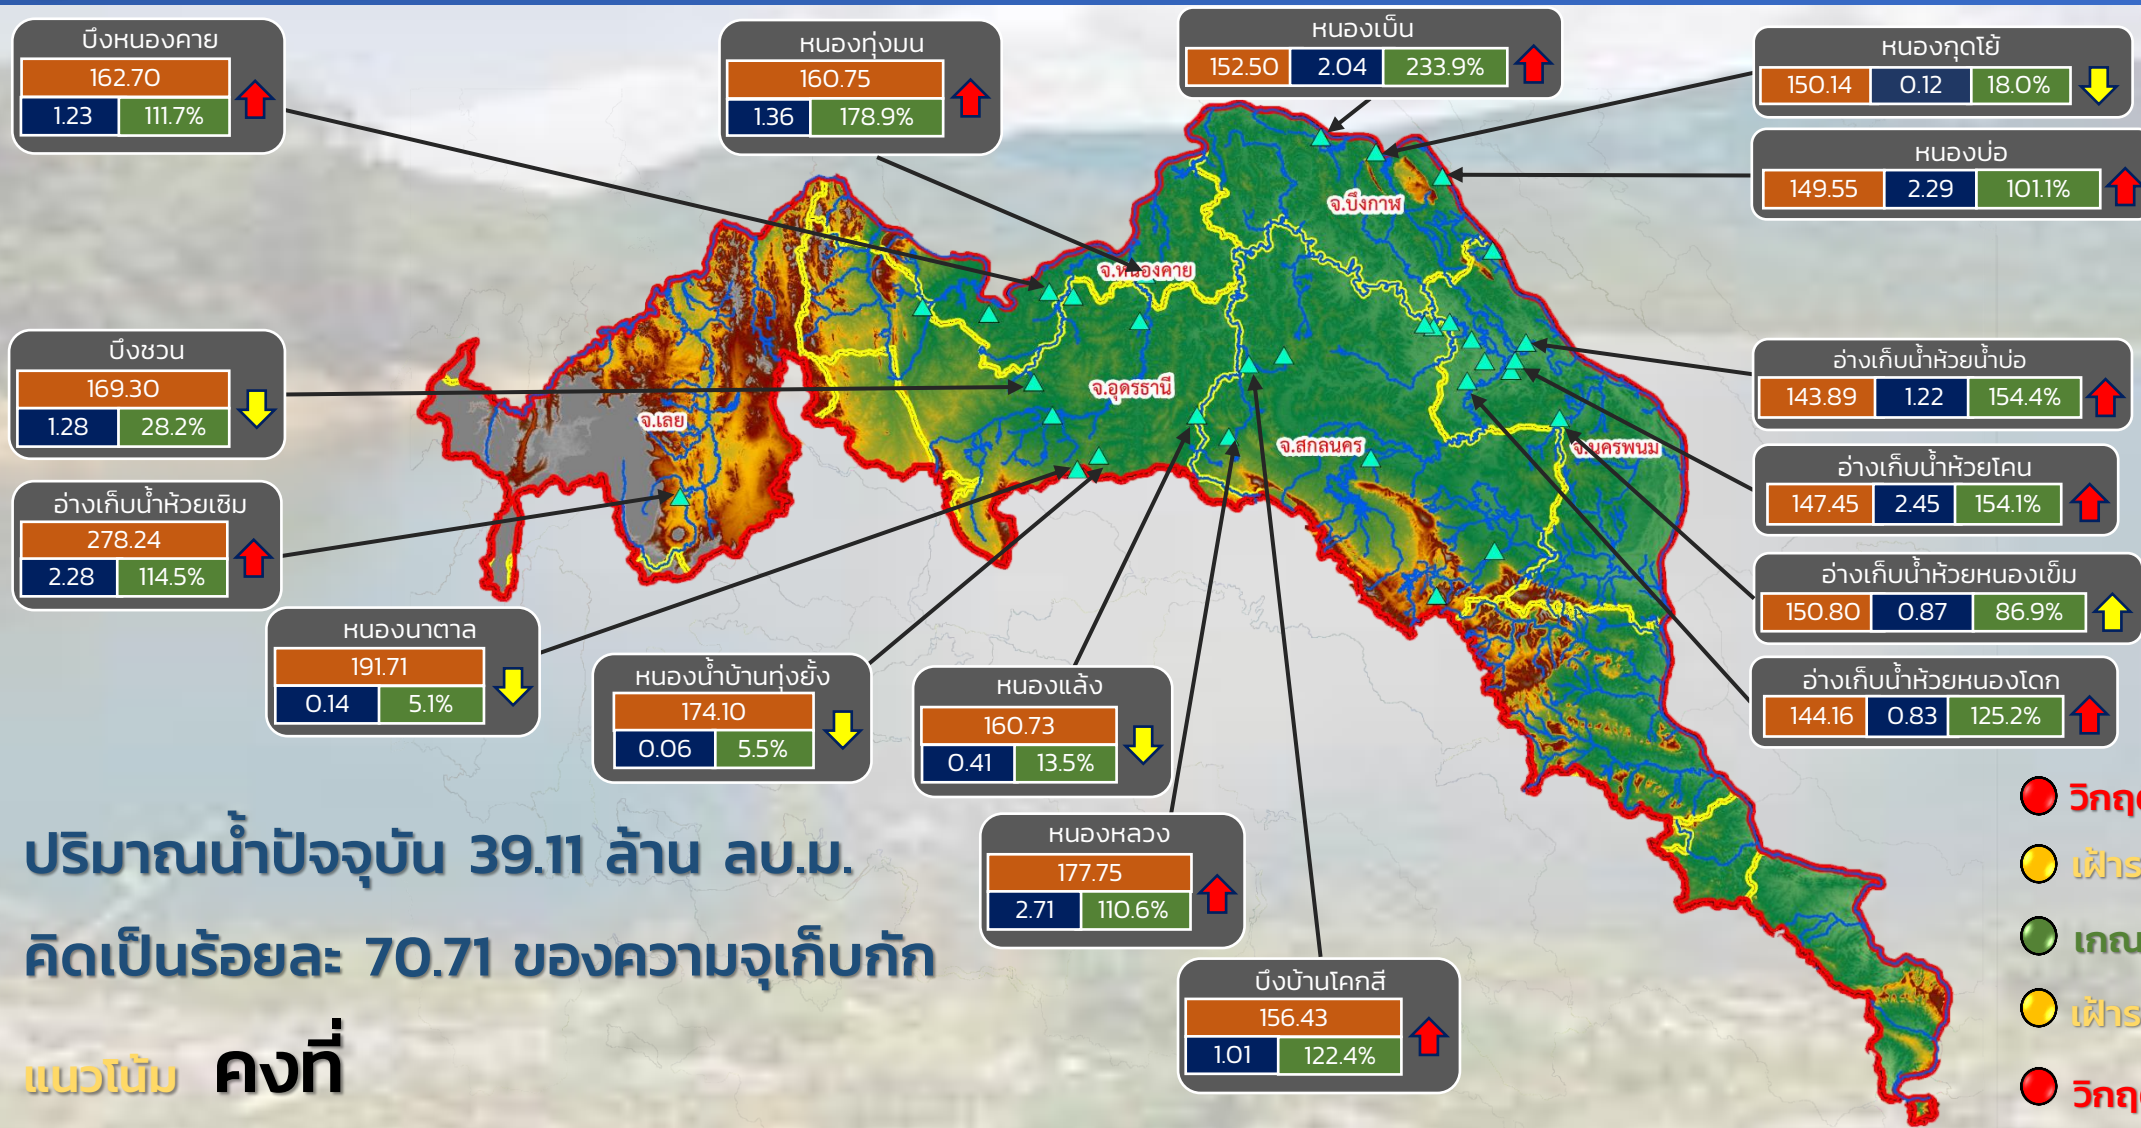 บึงหนองคาย
162.70
1.23 111.7%
หนองทุ่งมน
160.75
1.36 178.9%
หนองเบ็น
152.50 2.04 233.9%
หนองกุดโย้
150.14 0.12 18.0%
หนองบ่อ
149.55 2.29 101.1%
จ.บึงกาฬ
จ.หนองคาย
บึงชวน
169.30
1.28 28.2%
อ่างเก็บน้ำห้วยน้ำบ่อ
143.89 1.22 154.4%
จ.อุดรธานี
จ.เลย
จ.สกลนคร
จ.นครพนม
อ่างเก็บน้ำห้วยโคน
147.45 2.45 154.1%
อ่างเก็บน้ำห้วยเซิม
278.24
2.28 114.5%
อ่างเก็บน้ำห้วยหนองเข็ม
150.80 0.87 86.9%
หนองนาตาล
191.71
0.14 5.1%
หนองน้ำบ้านทุ่งยั้ง
174.10
0.06 5.5%
หนองแล้ง
160.73
0.41 13.5%
อ่างเก็บน้ำห้วยหนองโดก
144.16 0.83 125.2%
หนองหลวง
177.75
2.71 110.6%
บึงบ้านโคกสี
156.43
1.01 122.4%
ปริมาณน้ำปัจจุบัน 39.11 ล้าน ลบ.ม.
คิดเป็นร้อยละ 70.71 ของความจุเก็บกัก
แนวโน้ม คงที่